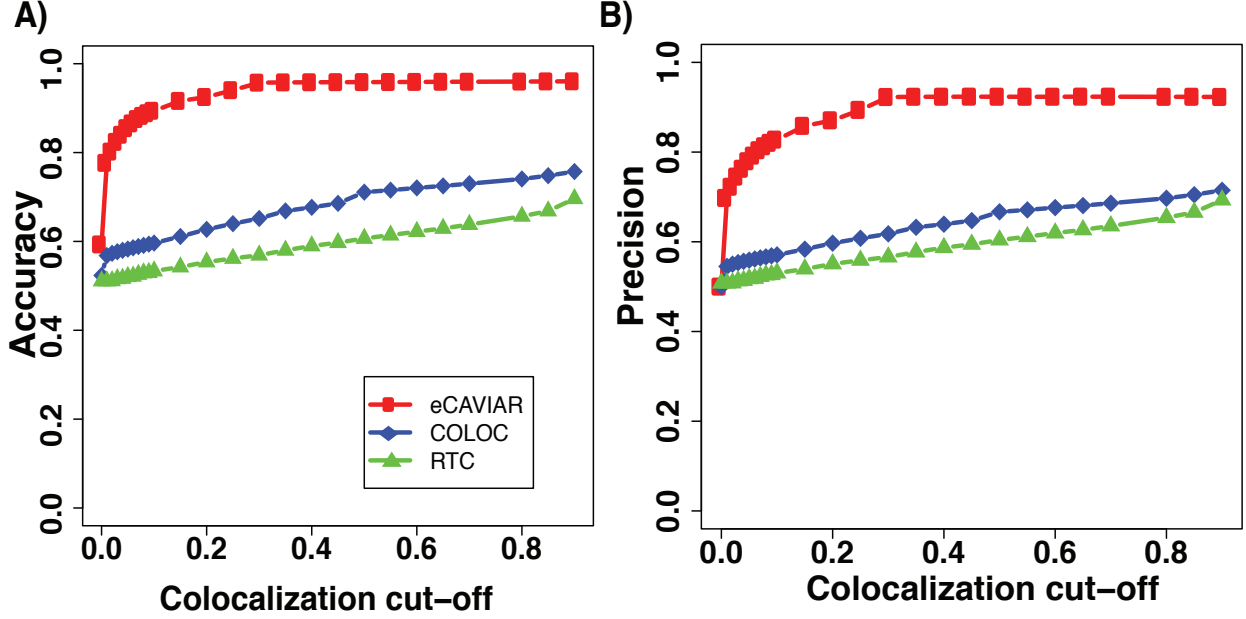 A)
Accuracy
0.0 0.2 0.4 0.6 0.8 1.0
eCAVIAR
COLOC
RTC
0.0 0.2 0.4 0.6 0.8
Colocalization cut−off
B)
Precision
0.0 0.2 0.4 0.6 0.8 1.0
0.0 0.2 0.4 0.6 0.8
Colocalization cut−off